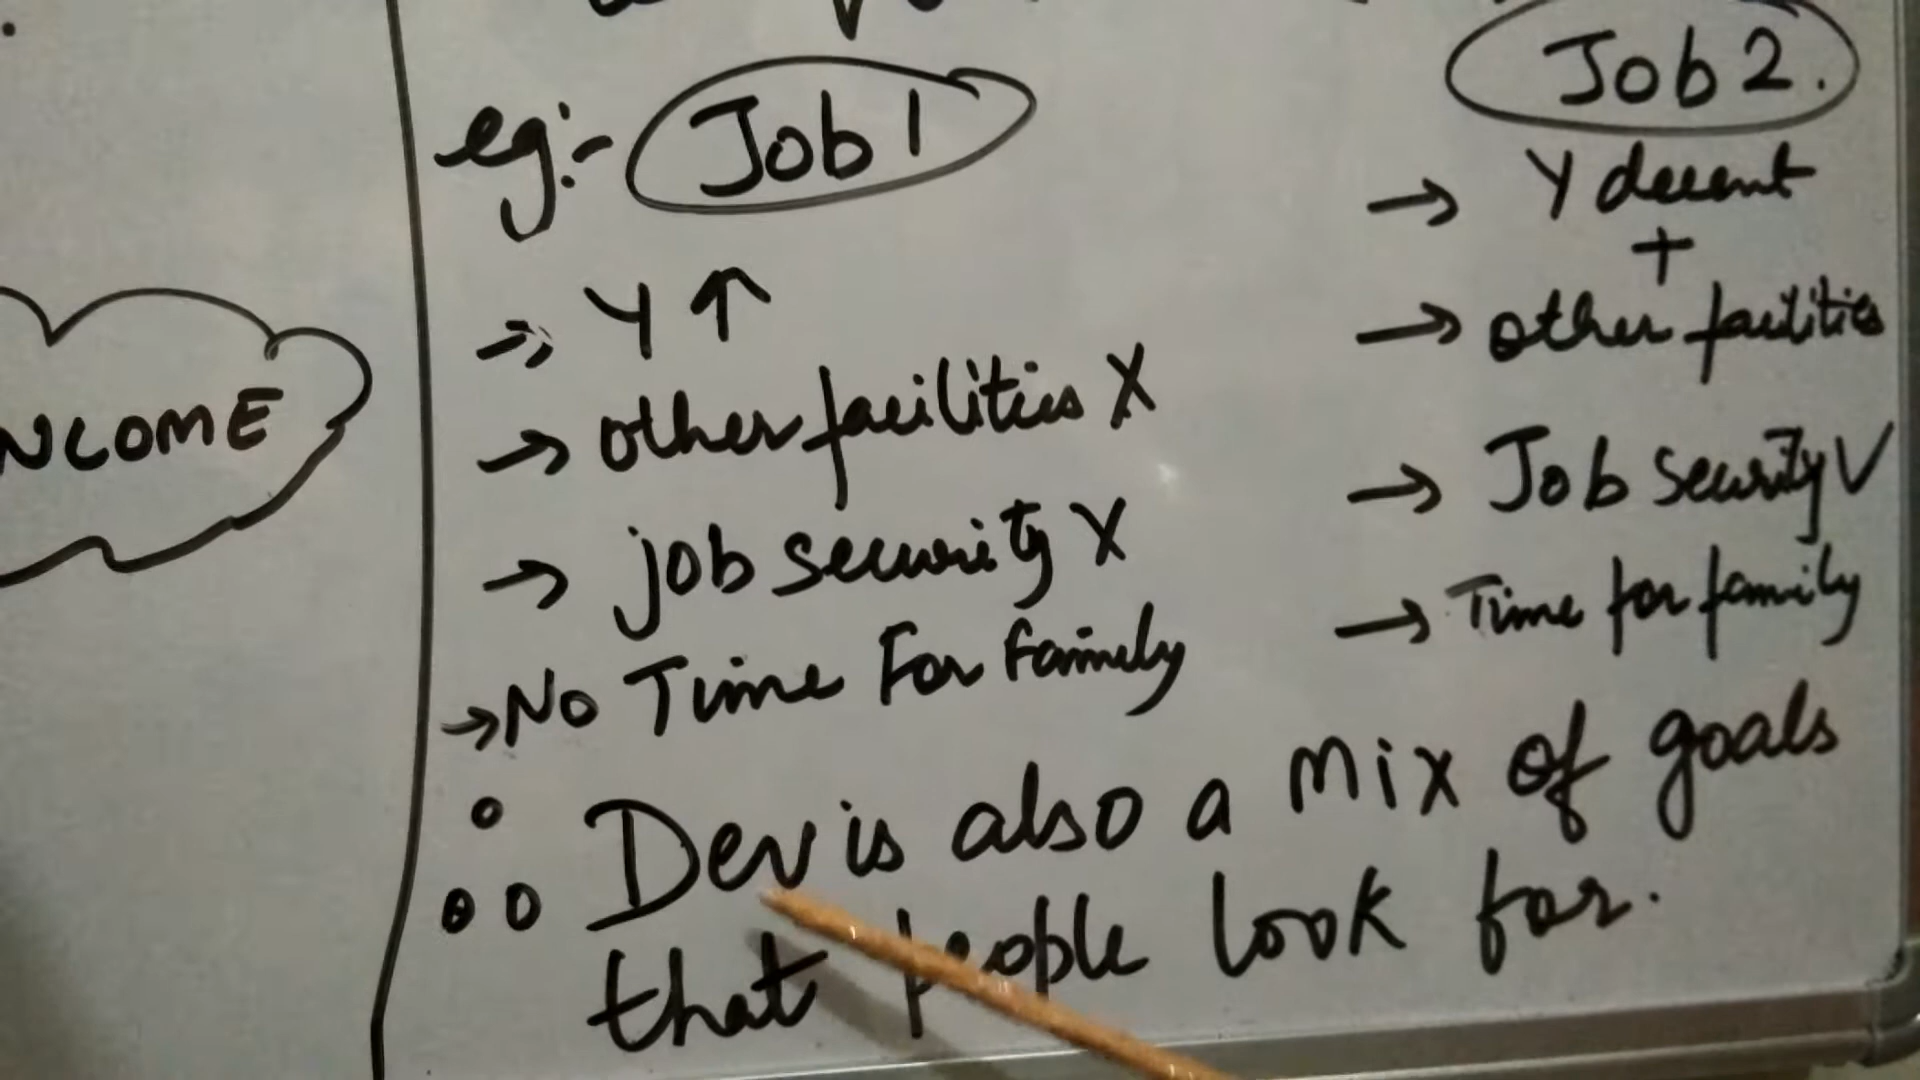 NCOME
eg:- Job 1
→ Y ↑
→ other facilities X
→ job security X
→ No Time For family
Job 2.
→ Y decent
+
→ other facilities
→ Job security ✓
→ Time for family
∴ Dev is also a mix of goals
that people look for.